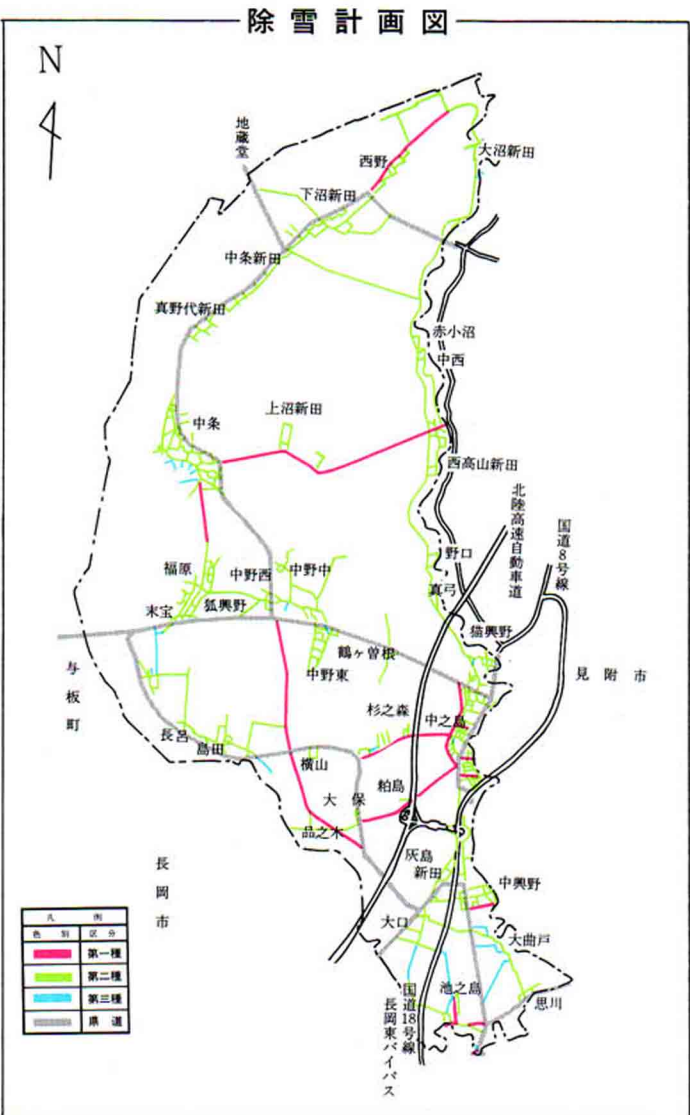 除雪計画図
N
地蔵堂
大沼新田
西野
下沼新田
中条新田
真野代新田
赤小沼
中西
上沼新田
中条
西高山新田
北陸高速自動車道
国道8号線
野口
福原
中野西
中野中
真弓
狐興野
末宝
猫興野
鶴ヶ曽根
与板町
中野東
見附市
杉之森
中之島
長呂
島田
横山
粕島
大保
品之木
灰島
新田
長岡市
中興野
大口
大曲戸
池之島
思川
国道18号線
長岡東バイパス
凡例
色別 区分
第一種
第二種
第三種
県道